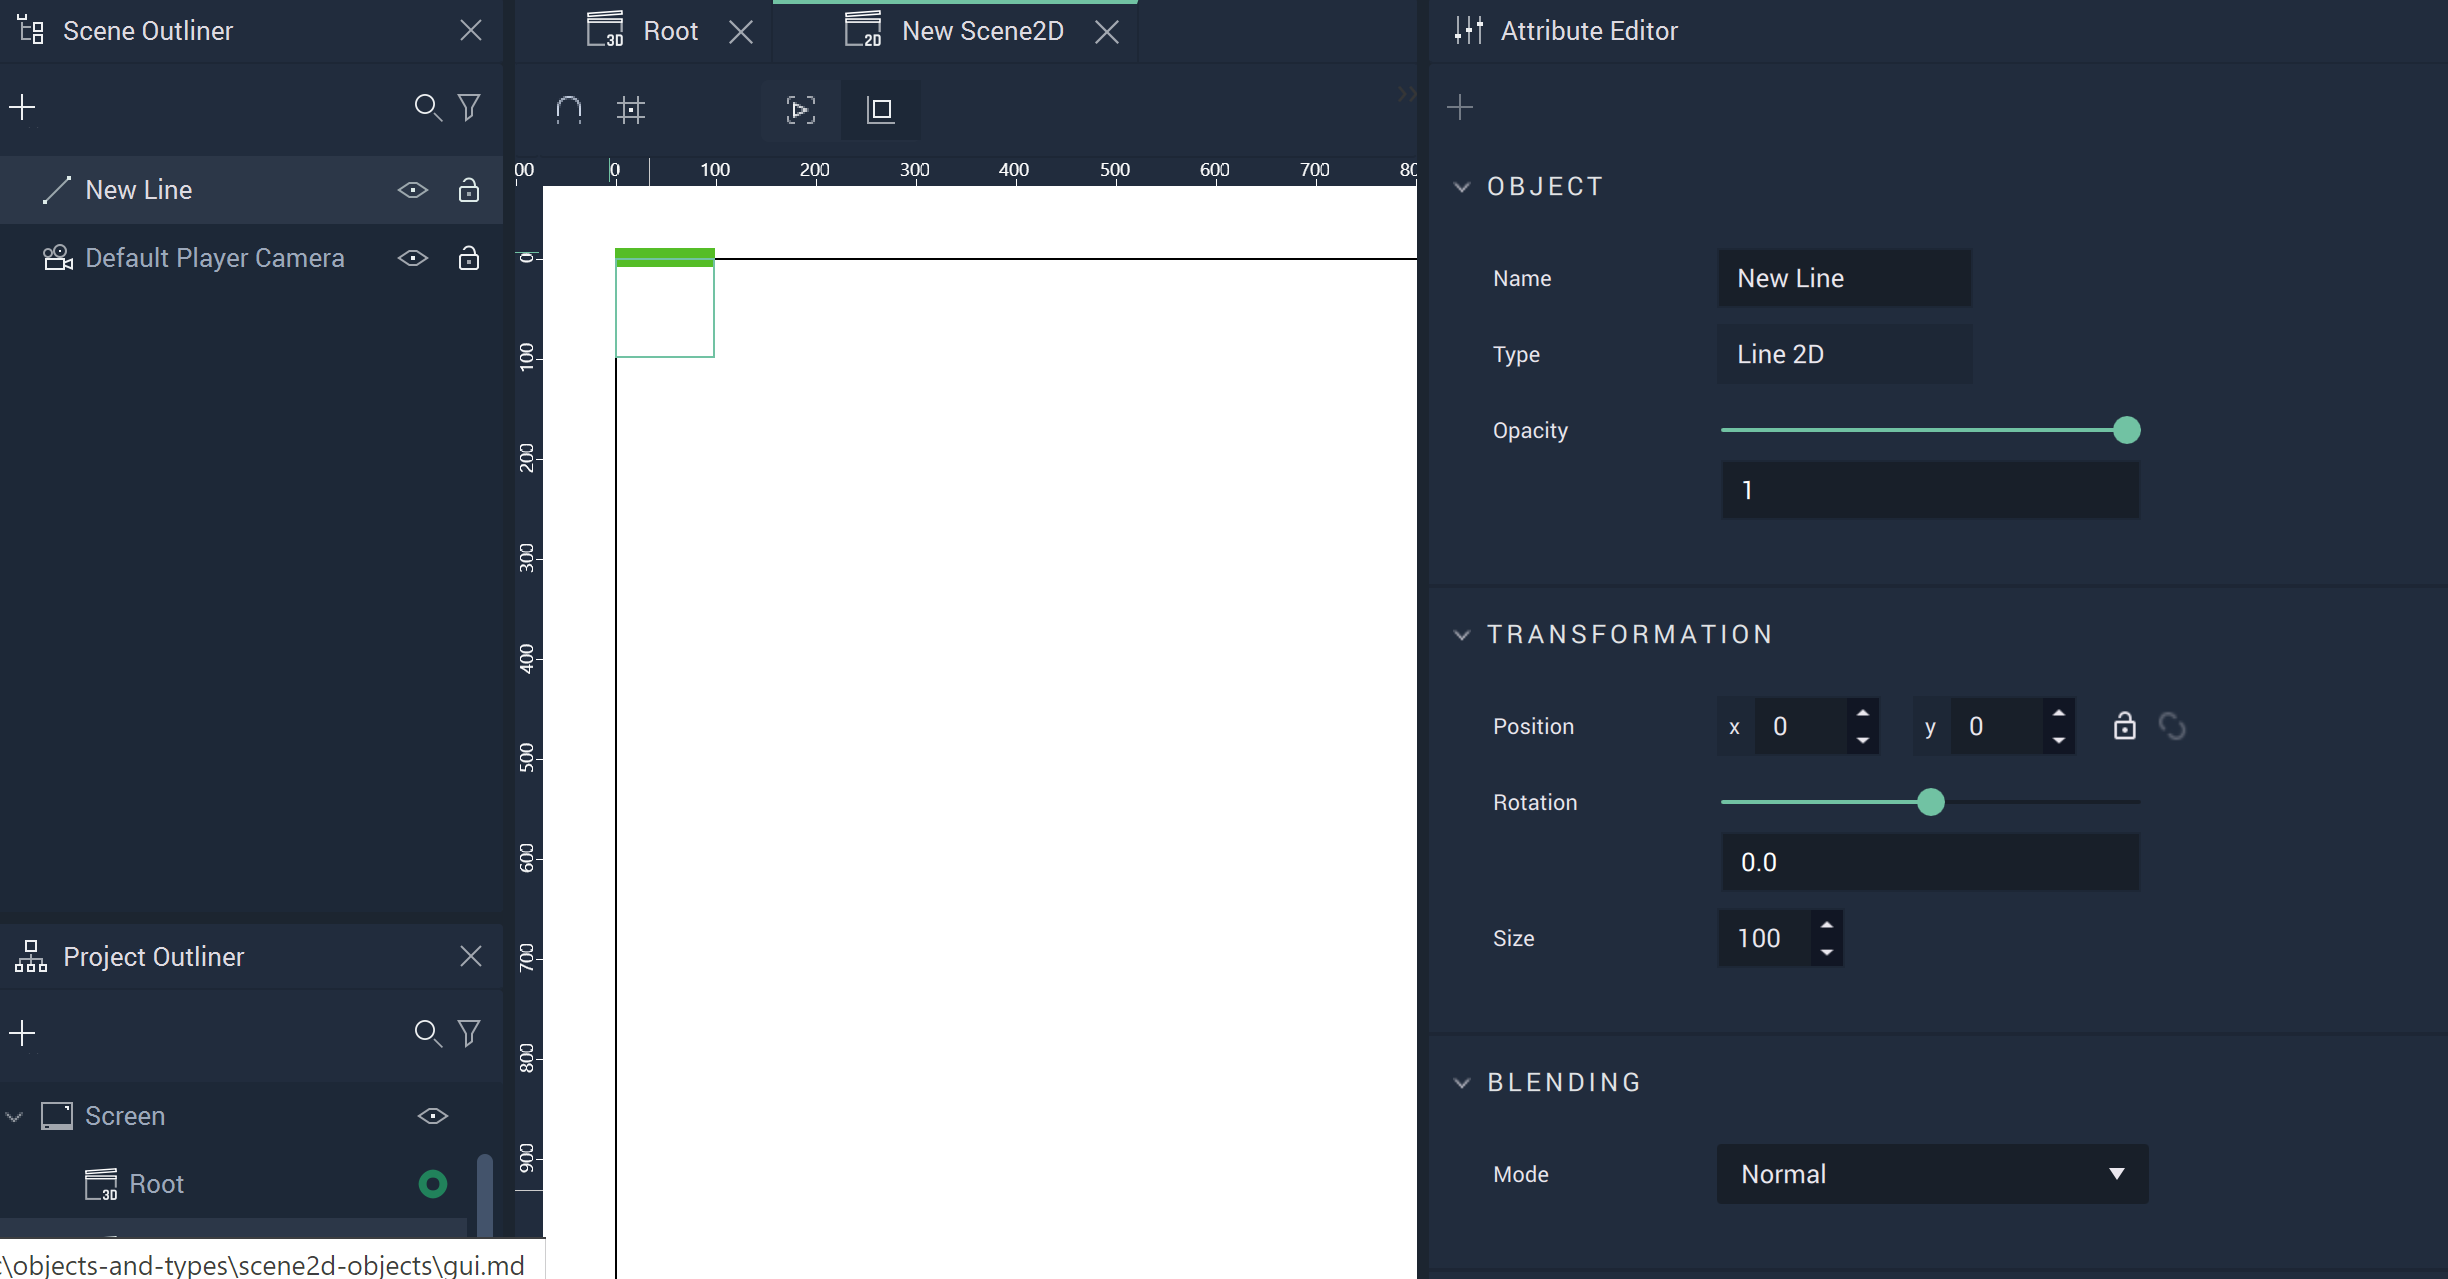 Scene Outliner
New Line
Default Player Camera
Project Outliner
Screen
3D Root
:\objects-and-types\scene2d-objects\gui.md
3D Root
2D New Scene2D
00 0 100 200 300 400 500 600 700 80
0
100
200
300
400
500
600
700
800
900
Attribute Editor
OBJECT
Name New Line
Type Line 2D
Opacity
1
TRANSFORMATION
Position x 0 y 0
Rotation
0.0
Size 100
BLENDING
Mode Normal